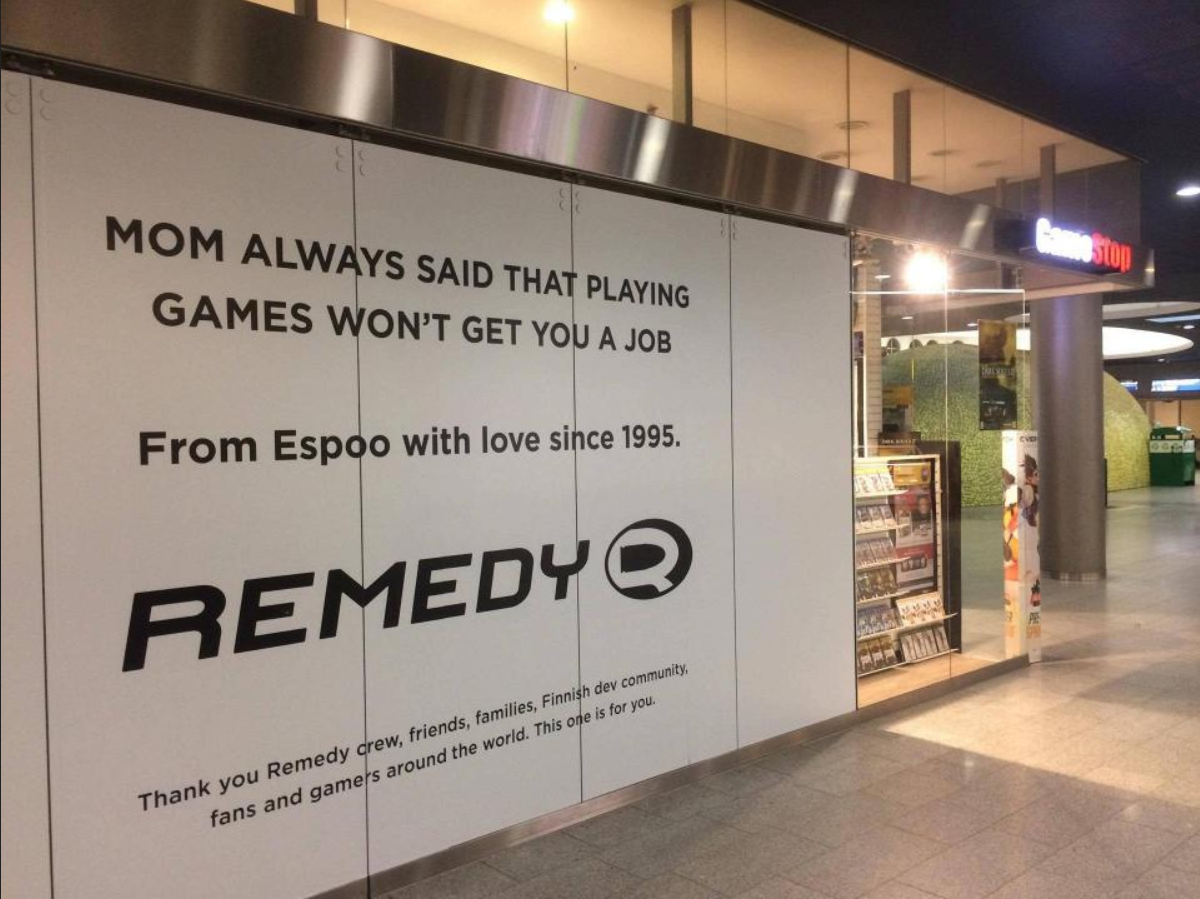 MOM ALWAYS SAID THAT PLAYING
GAMES WON'T GET YOU A JOB
From Espoo with love since 1995.
REMEDY
Thank you Remedy crew, friends, families, Finnish dev community,
fans and gamers around the world. This one is for you.
GameStop